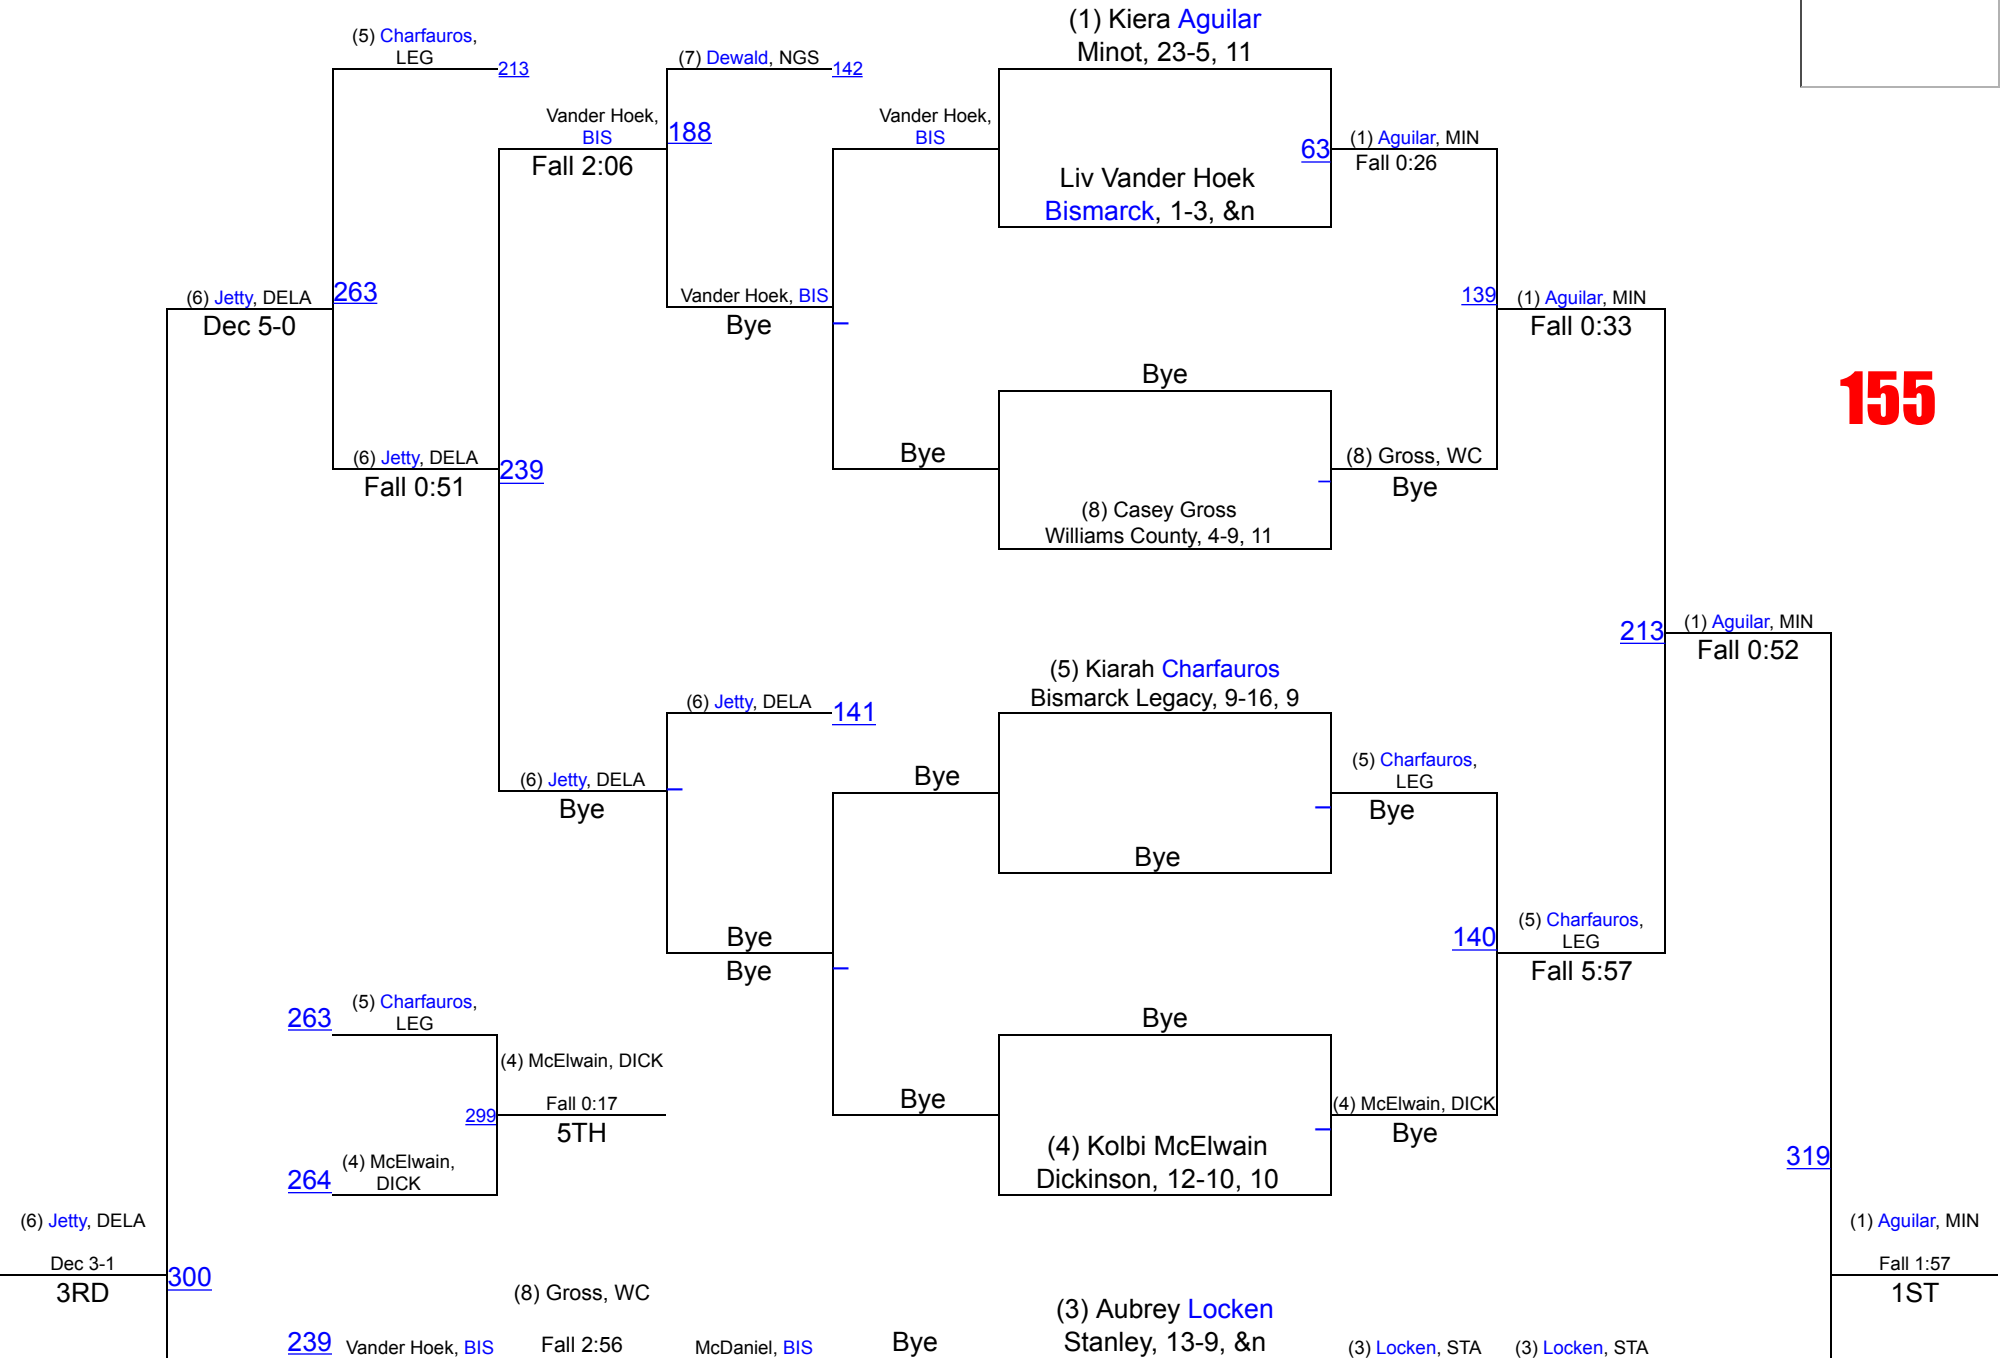 (1) Kiera Aguilar
Minot, 23-5, 11
(5) Charfauros,
LEG
213
(7) Dewald, NGS
142
Vander Hoek,
BIS
188
Fall 2:06
Vander Hoek,
BIS
63
(1) Aguilar, MIN
Fall 0:26
Liv Vander Hoek
Bismarck, 1-3, &n
(6) Jetty, DELA
263
Dec 5-0
Vander Hoek, BIS
Bye
139
(1) Aguilar, MIN
Fall 0:33
Bye
155
(6) Jetty, DELA
239
Fall 0:51
Bye
(8) Gross, WC
Bye
(8) Casey Gross
Williams County, 4-9, 11
213
(1) Aguilar, MIN
Fall 0:52
(5) Kiarah Charfauros
Bismarck Legacy, 9-16, 9
(6) Jetty, DELA
141
(6) Jetty, DELA
Bye
Bye
(5) Charfauros,
LEG
Bye
Bye
Bye
Bye
140
(5) Charfauros,
LEG
Fall 5:57
263
(5) Charfauros,
LEG
Bye
(4) McElwain, DICK
299
Fall 0:17
5TH
Bye
(4) McElwain, DICK
Bye
264
(4) McElwain,
DICK
(4) Kolbi McElwain
Dickinson, 12-10, 10
319
(6) Jetty, DELA
Dec 3-1
3RD
300
(1) Aguilar, MIN
Fall 1:57
1ST
(8) Gross, WC
(3) Aubrey Locken
Stanley, 13-9, &n
239
Vander Hoek, BIS
Fall 2:56
McDaniel, BIS
Bye
(3) Locken, STA
(3) Locken, STA